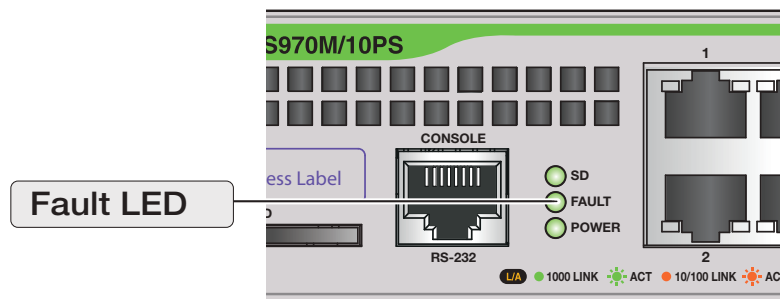 S970M/10PS
1
CONSOLE
ess Label
SD
Fault LED
FAULT
POWER
RS-232
2
L/A 1000 LINK ACT 10/100 LINK AC